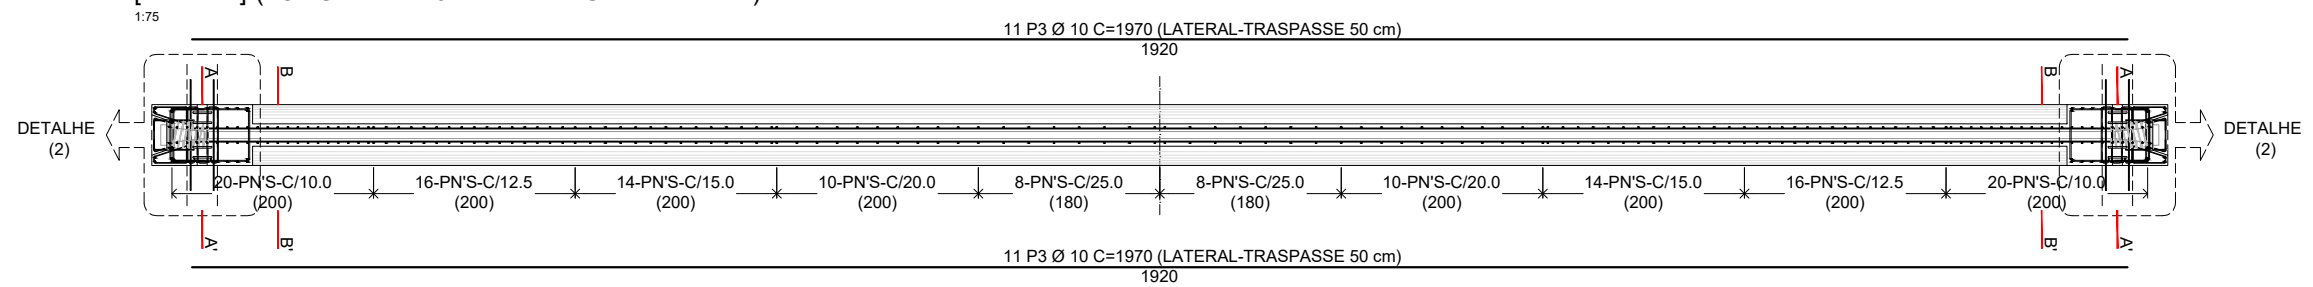 1:75
11 P3 Ø 10 C=1970 (LATERAL-TRASPASSE 50 cm)
1920
A B B A
DETALHE
(2)
DETALHE
(2)
20-PN'S-C/10.0 16-PN'S-C/12.5 14-PN'S-C/15.0 10-PN'S-C/20.0 8-PN'S-C/25.0 8-PN'S-C/25.0 10-PN'S-C/20.0 14-PN'S-C/15.0 16-PN'S-C/12.5 20-PN'S-C/10.0
(200) (200) (200) (200) (180) (180) (200) (200) (200) (200)
A' B' B' A'
11 P3 Ø 10 C=1970 (LATERAL-TRASPASSE 50 cm)
1920